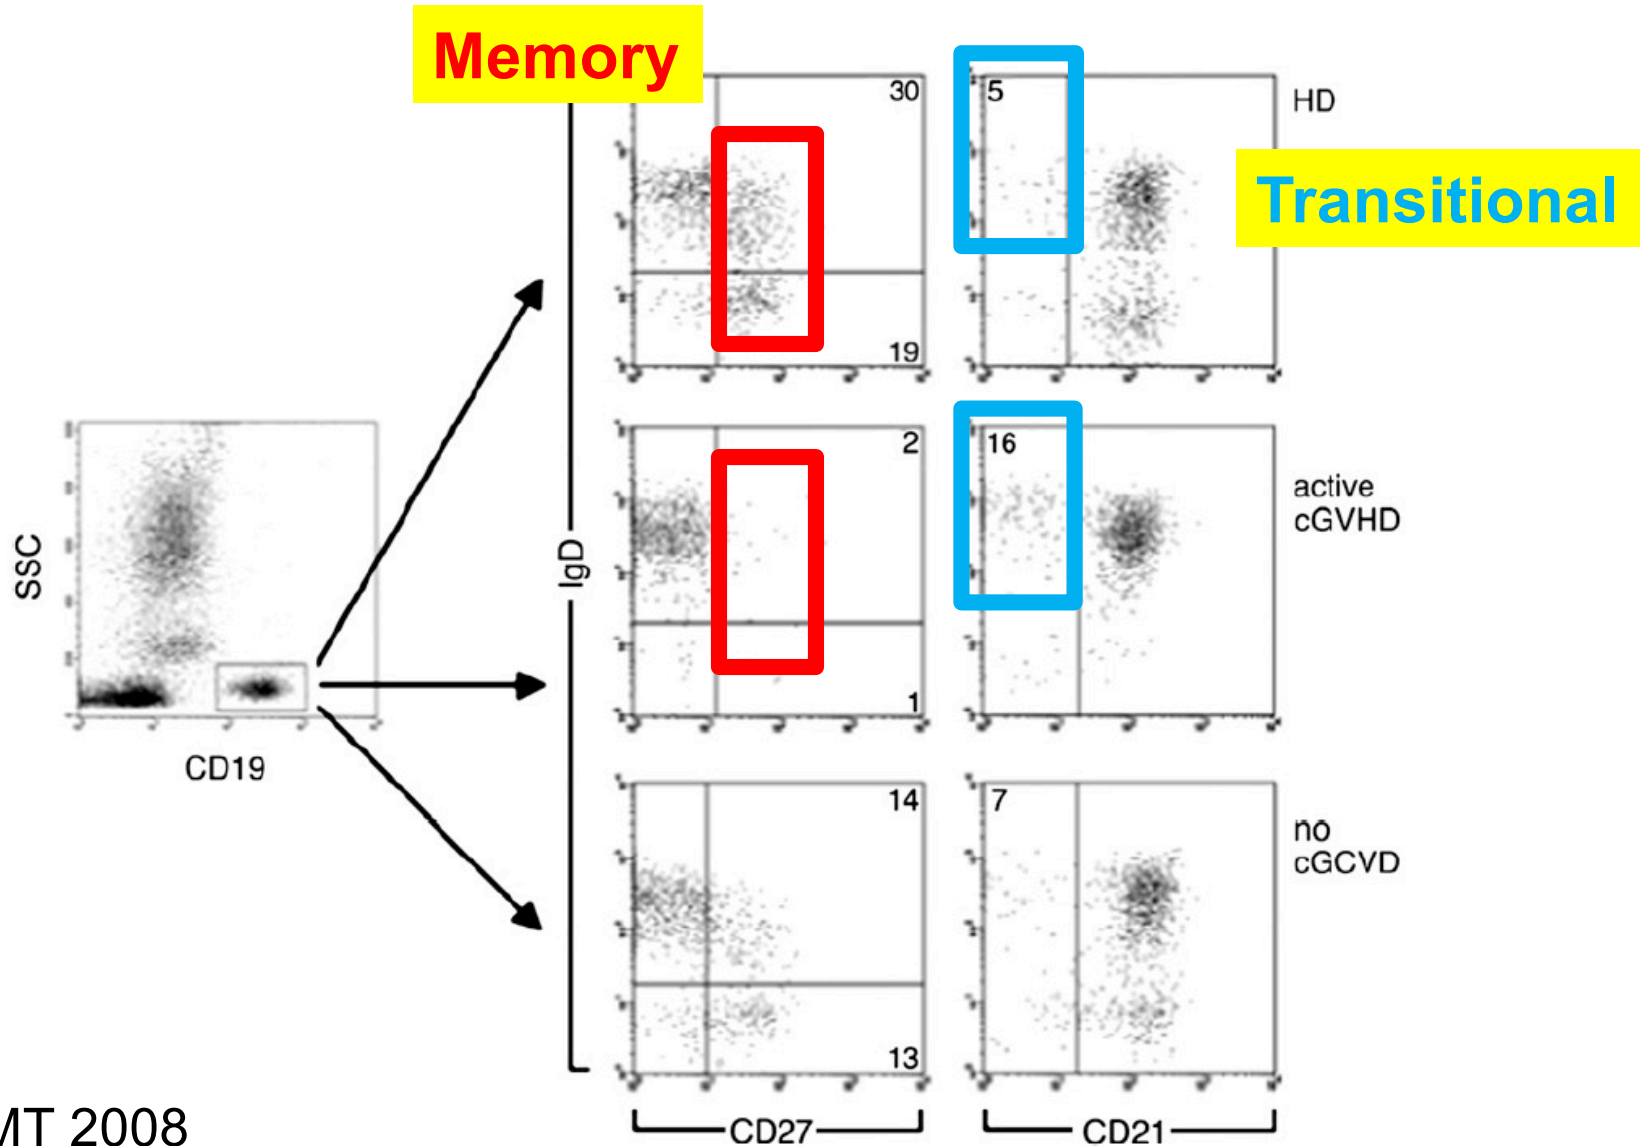 Memory
30
5
HD
Transitional
19
2
16
active
cGVHD
SSC
IgD
1
CD19
14
7
no
cGCVD
13
MT 2008
CD27
CD21